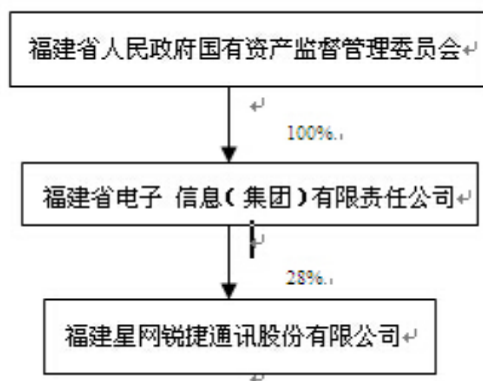 福建省人民政府国有资产监督管理委员会
100%.
福建省电子 信息(集团)有限责任公司
28%.
福建星网锐捷通讯股份有限公司